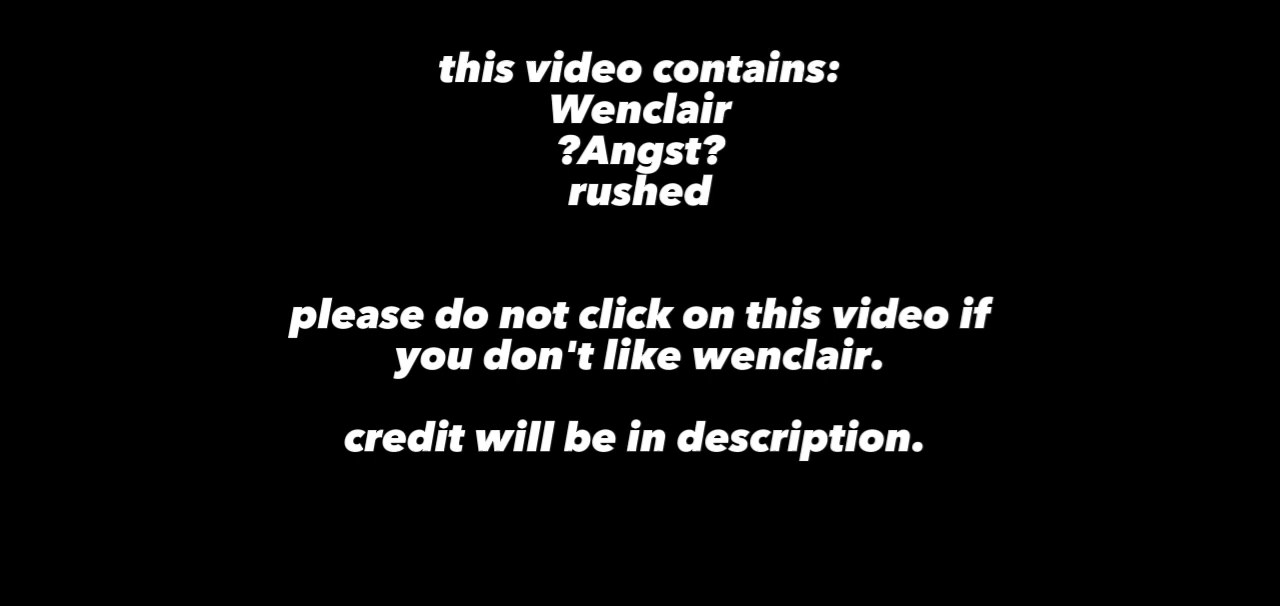 this video contains:
Wenclair
?Angst?
rushed
please do not click on this video if
you don't like wenclair.
credit will be in description.